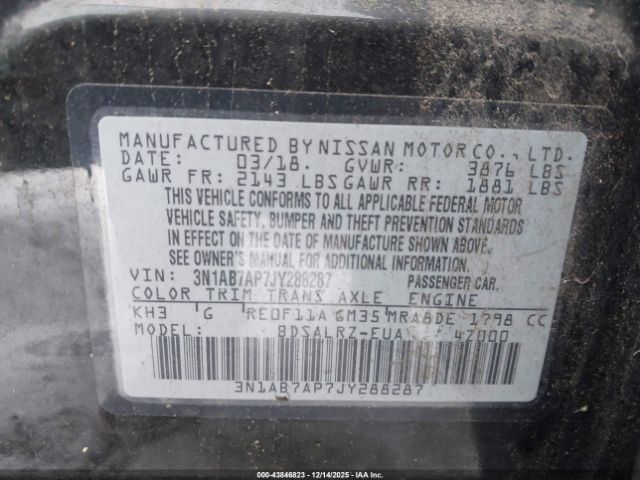 MANUFACTURED BY NISSAN MOTOR CO., LTD.
DATE: 03/18. GVWR: 3876 LBS
GAWR FR: 2143 LBS GAWR RR: 1881 LBS
THIS VEHICLE CONFORMS TO ALL APPLICABLE FEDERAL MOTOR
VEHICLE SAFETY, BUMPER AND THEFT PREVENTION STANDARDS
IN EFFECT ON THE DATE OF MANUFACTURE SHOWN ABOVE.
SEE OWNER'S MANUAL FOR ADDITIONAL INFORMATION.
VIN: 3N1AB7AP7JY288287 PASSENGER CAR.
COLOR TRIM TRANS AXLE ENGINE
KH3 G RE0F11A GM35 MRA8DE 1798 CC
MODEL: BDSALRZ-EUA 47000
3N1AB7AP7JY288287
000-43846823 - 12/14/2025 - IAA Inc.